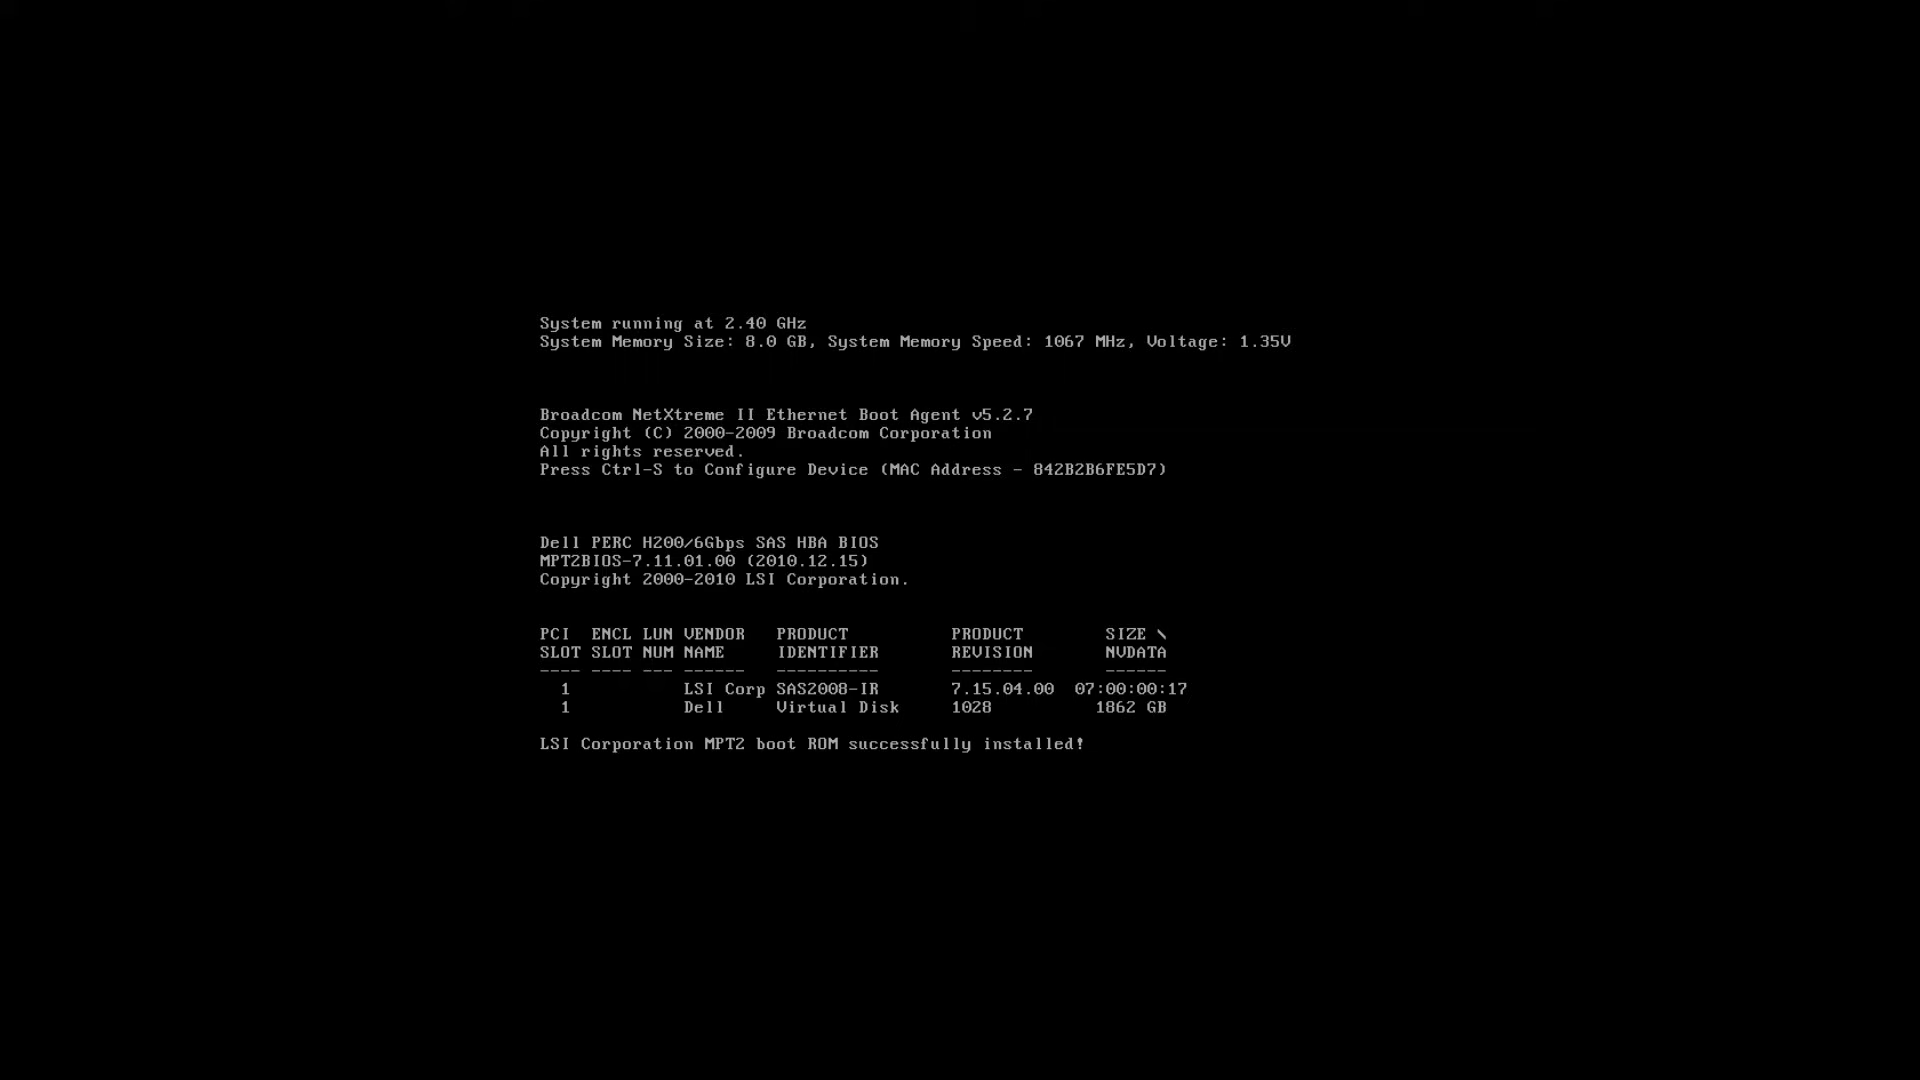 System running at 2.40 GHz
System Memory Size: 8.0 GB, System Memory Speed: 1067 MHz, Voltage: 1.35V
Broadcom NetXtreme II Ethernet Boot Agent v5.2.7
Copyright (C) 2000-2009 Broadcom Corporation
All rights reserved.
Press Ctrl-S to Configure Device (MAC Address - 842B2B6FE5D7)
Dell PERC H200/6Gbps SAS HBA BIOS
MPT2BIOS-7.11.01.00 (2010.12.15)
Copyright 2000-2010 LSI Corporation.
PCI  ENCL LUN VENDOR   PRODUCT          PRODUCT        SIZE \
SLOT SLOT NUM NAME     IDENTIFIER       REVISION       NVDATA
---- ---- --- ------   ----------       --------       ------
1             LSI Corp SAS2008-IR       7.15.04.00  07:00:00:17
1             Dell     Virtual Disk     1028          1862 GB
LSI Corporation MPT2 boot ROM successfully installed!